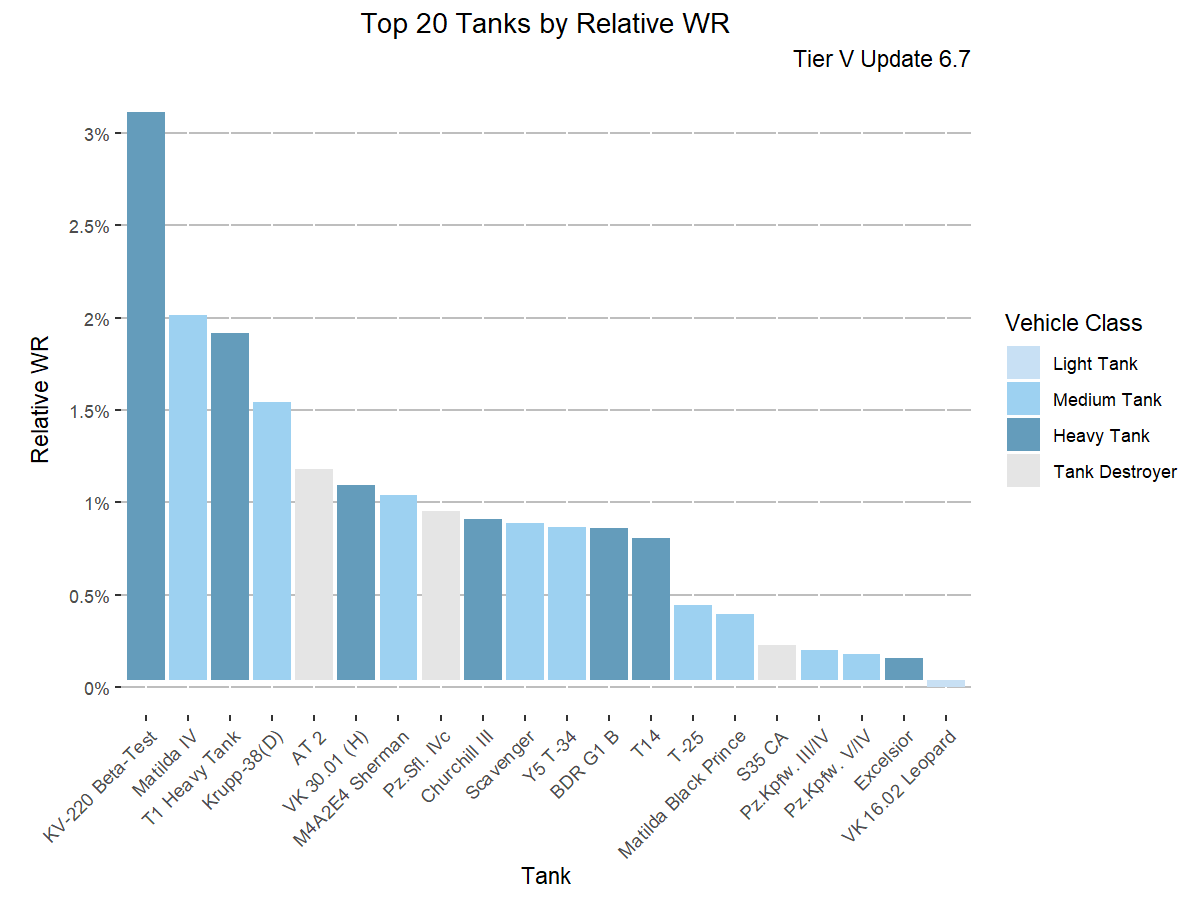 Top 20 Tanks by Relative WR
Tier V Update 6.7
3%
2.5%
2%
1.5%
1%
0.5%
0%
Relative WR
KV-220 Beta-Test
Matilda IV
T1 Heavy Tank
Krupp-38(D)
AT 2
VK 30.01 (H)
M4A2E4 Sherman
Pz.Sfl. IVc
Churchill III
Scavenger
Y5 T-34
BDR G1 B
T14
T-25
Matilda Black Prince
S35 CA
Pz.Kpfw. III/IV
Pz.Kpfw. V/IV
Excelsior
VK 16.02 Leopard
Tank
Vehicle Class
Light Tank
Medium Tank
Heavy Tank
Tank Destroyer